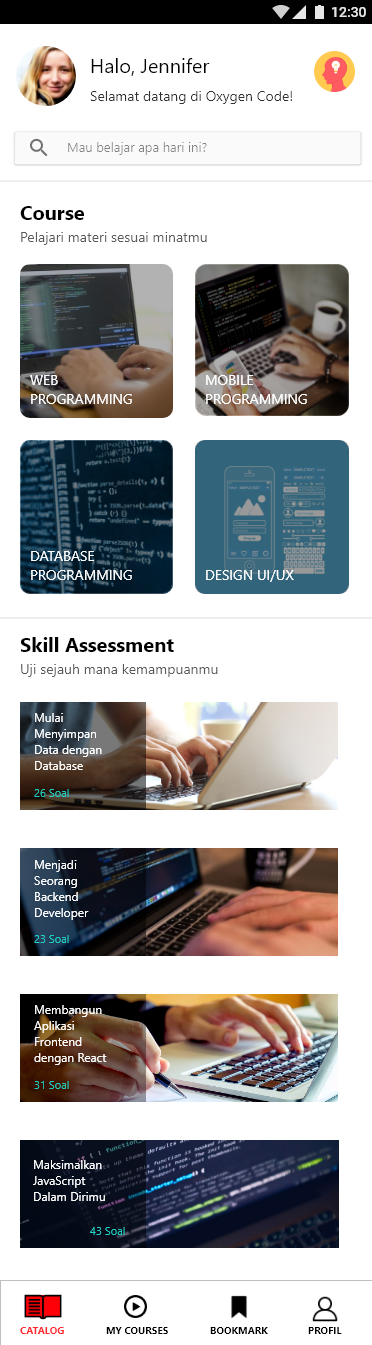 12:30
Halo, Jennifer
Selamat datang di Oxygen Code!
Mau belajar apa hari ini?
Course
Pelajari materi sesuai minatmu
WEB
PROGRAMMING
MOBILE
PROGRAMMING
DATABASE
PROGRAMMING
DESIGN UI/UX
Skill Assessment
Uji sejauh mana kemampuanmu
Mulai
Menyimpan
Data dengan
Database
26 Soal
Menjadi
Seorang
Backend
Developer
23 Soal
Membangun
Aplikasi
Frontend
dengan React
31 Soal
Maksimalkan
JavaScript
Dalam Dirimu
43 Soal
CATALOG
MY COURSES
BOOKMARK
PROFIL